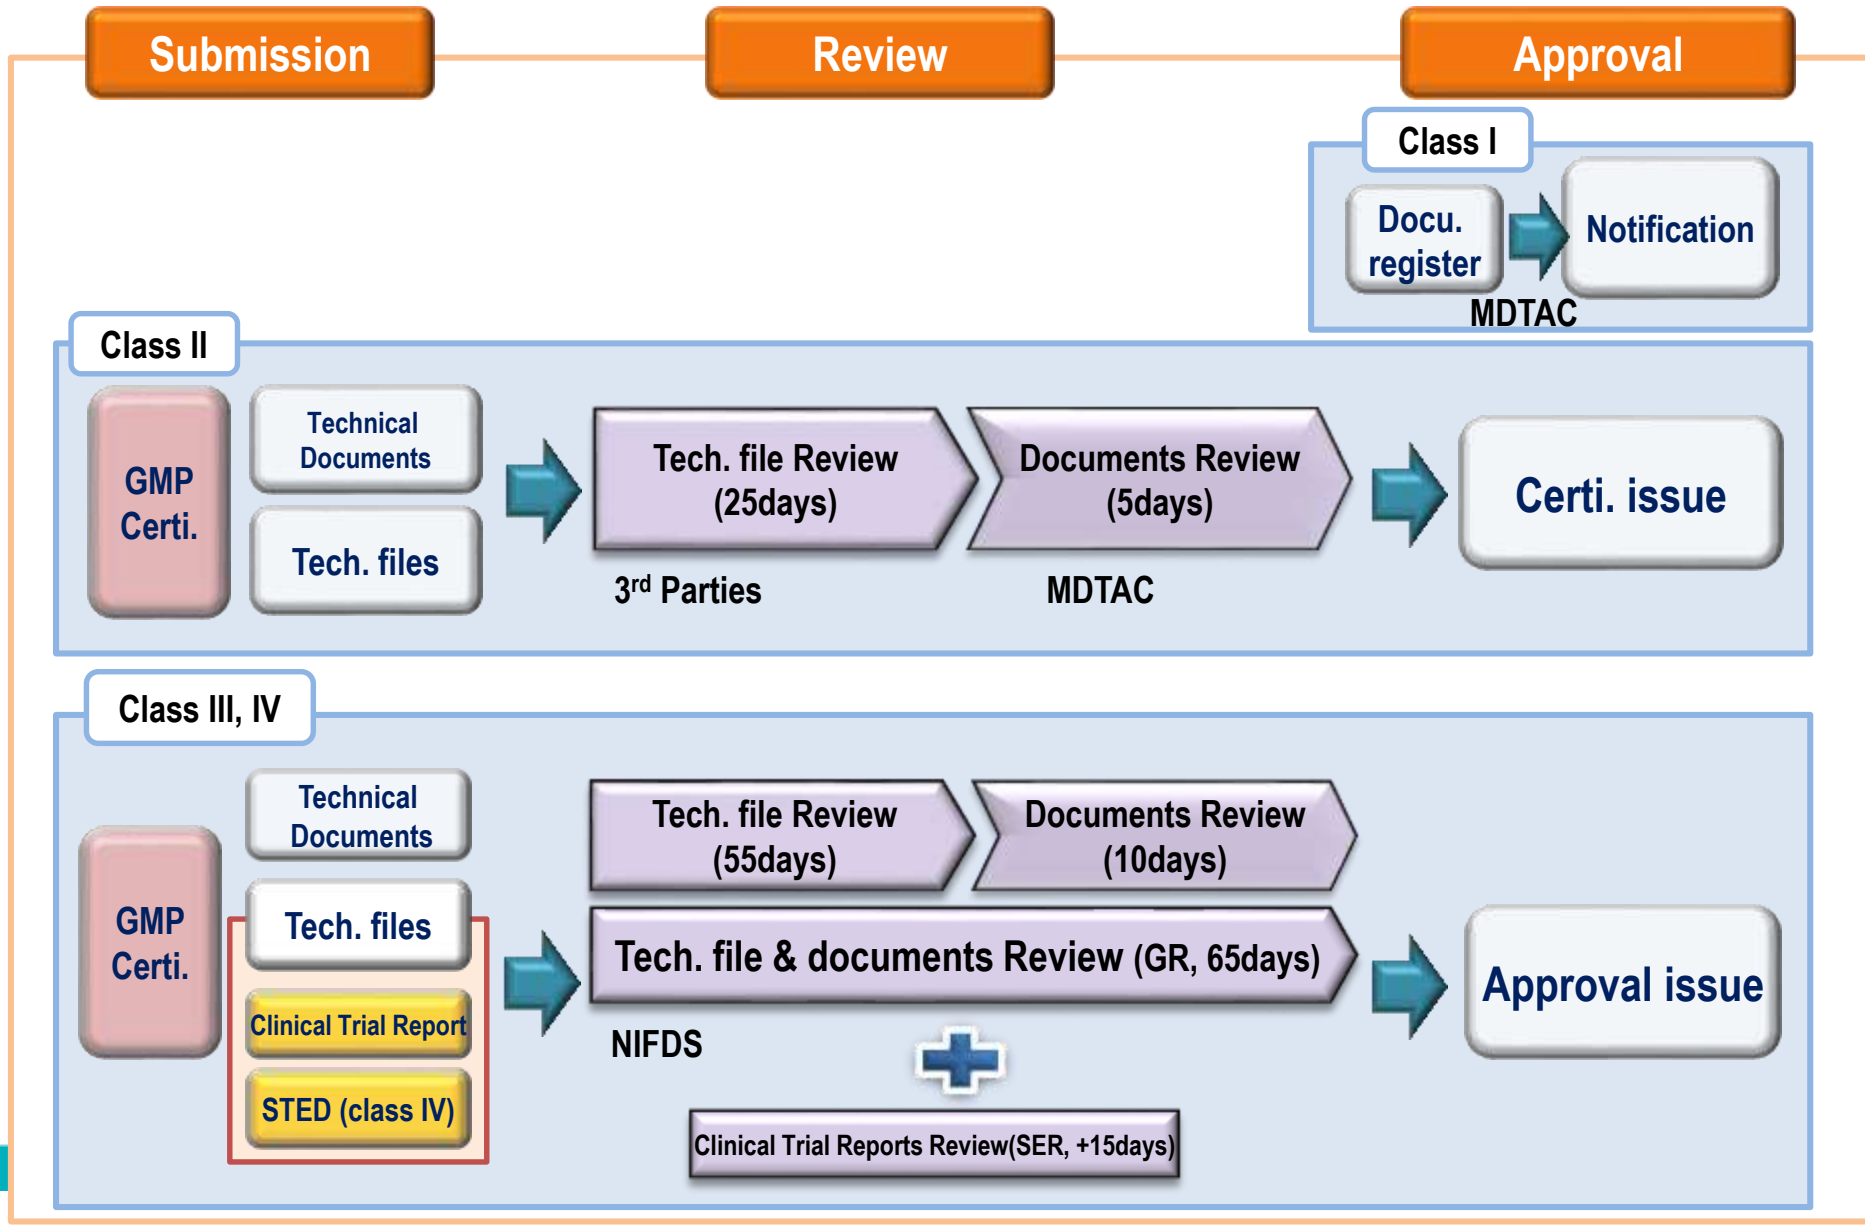 Submission
Review
Approval
Class I
Docu.
register
Notification
MDTAC
Class II
GMP
Certi.
Technical
Documents
Tech. files
Tech. file Review
(25days)
Documents Review
(5days)
Certi. issue
3rd Parties
MDTAC
Class III, IV
GMP
Certi.
Technical
Documents
Tech. files
Clinical Trial Report
STED (class IV)
Tech. file Review
(55days)
Documents Review
(10days)
Tech. file & documents Review (GR, 65days)
NIFDS
Clinical Trial Reports Review(SER, +15days)
Approval issue